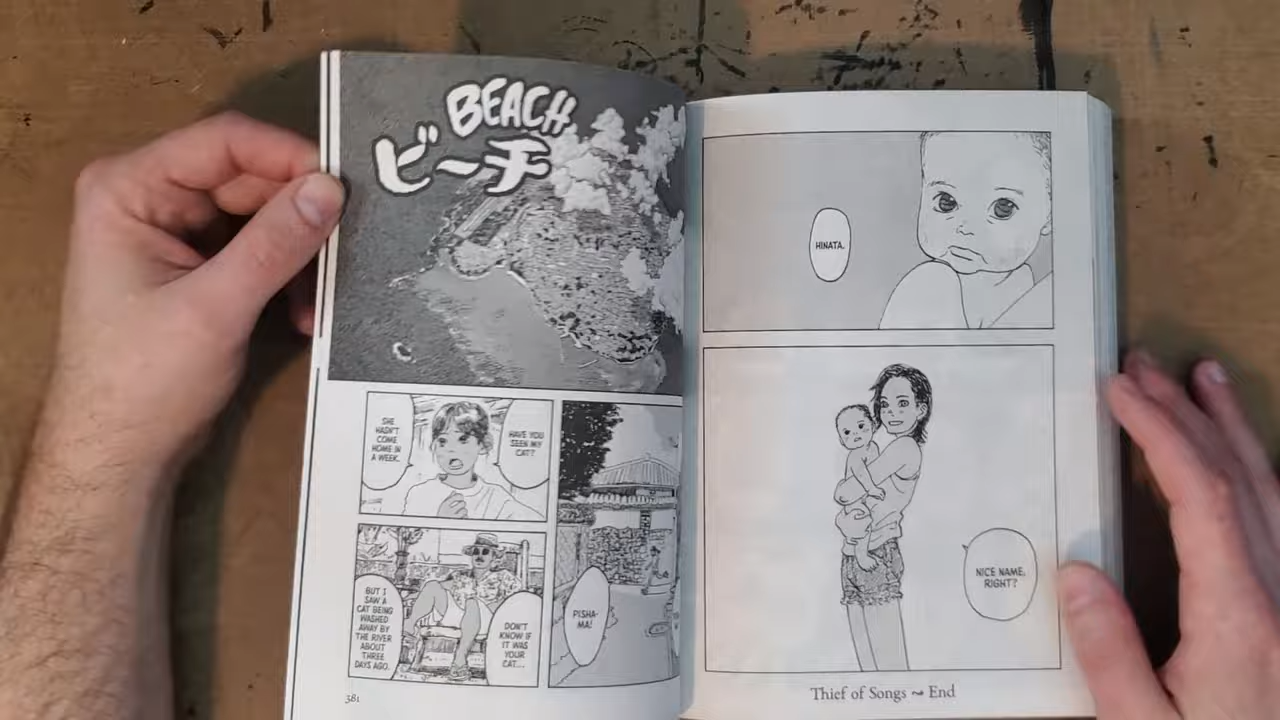 HINATA.
NICE NAME,
RIGHT?
Thief of Songs ~ End
BEACH
ビーチ
PISHA-
MA!
HAVE YOU
SEEN MY
CAT?
SHE
HASN'T
COME
HOME IN
A WEEK.
DON'T
KNOW IF
IT WAS
YOUR
CAT...
BUT I
SAW A
CAT BEING
WASHED
AWAY BY
THE RIVER
ABOUT
THREE
DAYS AGO.
381